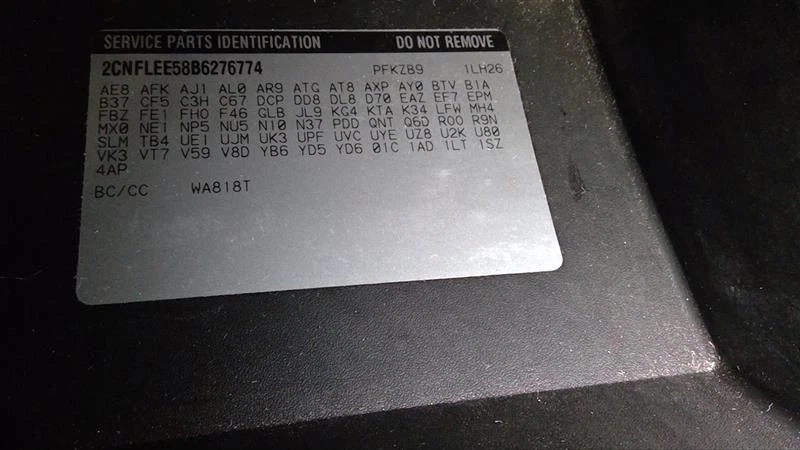 SERVICE PARTS IDENTIFICATION DO NOT REMOVE
2CNFLEE58B6276774 PFKZB9 1LH26
AE8 AFK AJ1 AL0 AR9 ATG AT8 AXP AY0 BTV B1A
B37 CF5 C3H C67 DCP DD8 DL8 D70 EAZ EF7 EPM
FBZ FE1 FHO F46 GLB JL9 KG4 KTA K34 LFW MH4
MX0 NE1 NP5 NU5 N10 N37 PDD QNT Q6D ROO R9N
SLM TB4 UE1 UJM UK3 UPF UVC UYE UZ8 U2K U80
VK3 VT7 V59 V8D YB6 YD5 YD6 01C 1AD 1LT 1SZ
4AP
BC/CC WA818T